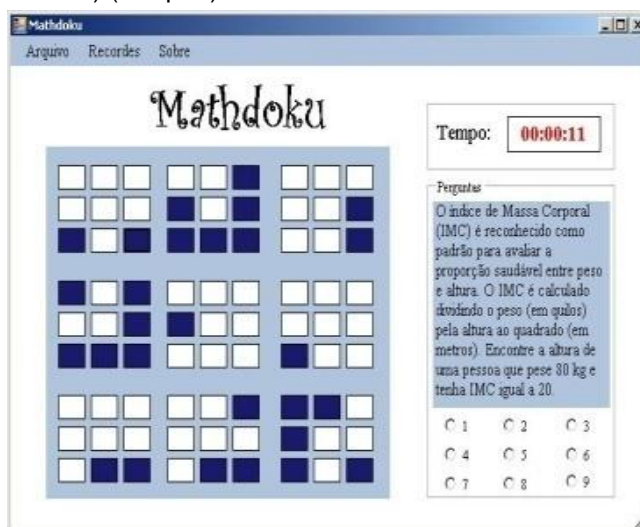 Mathdoku
Arquivo Recordes Sobre
Mathdoku
Tempo: 00:00:11
Perguntas
O índice de Massa Corporal
(IMC) é reconhecido como
padrão para avaliar a
proporção saudável entre peso
e altura. O IMC é calculado
dividindo o peso (em quilos)
pela altura ao quadrado (em
metros). Encontre a altura de
uma pessoa que pese 80 kg e
tenha IMC igual a 20.
1 2 3
4 5 6
7 8 9